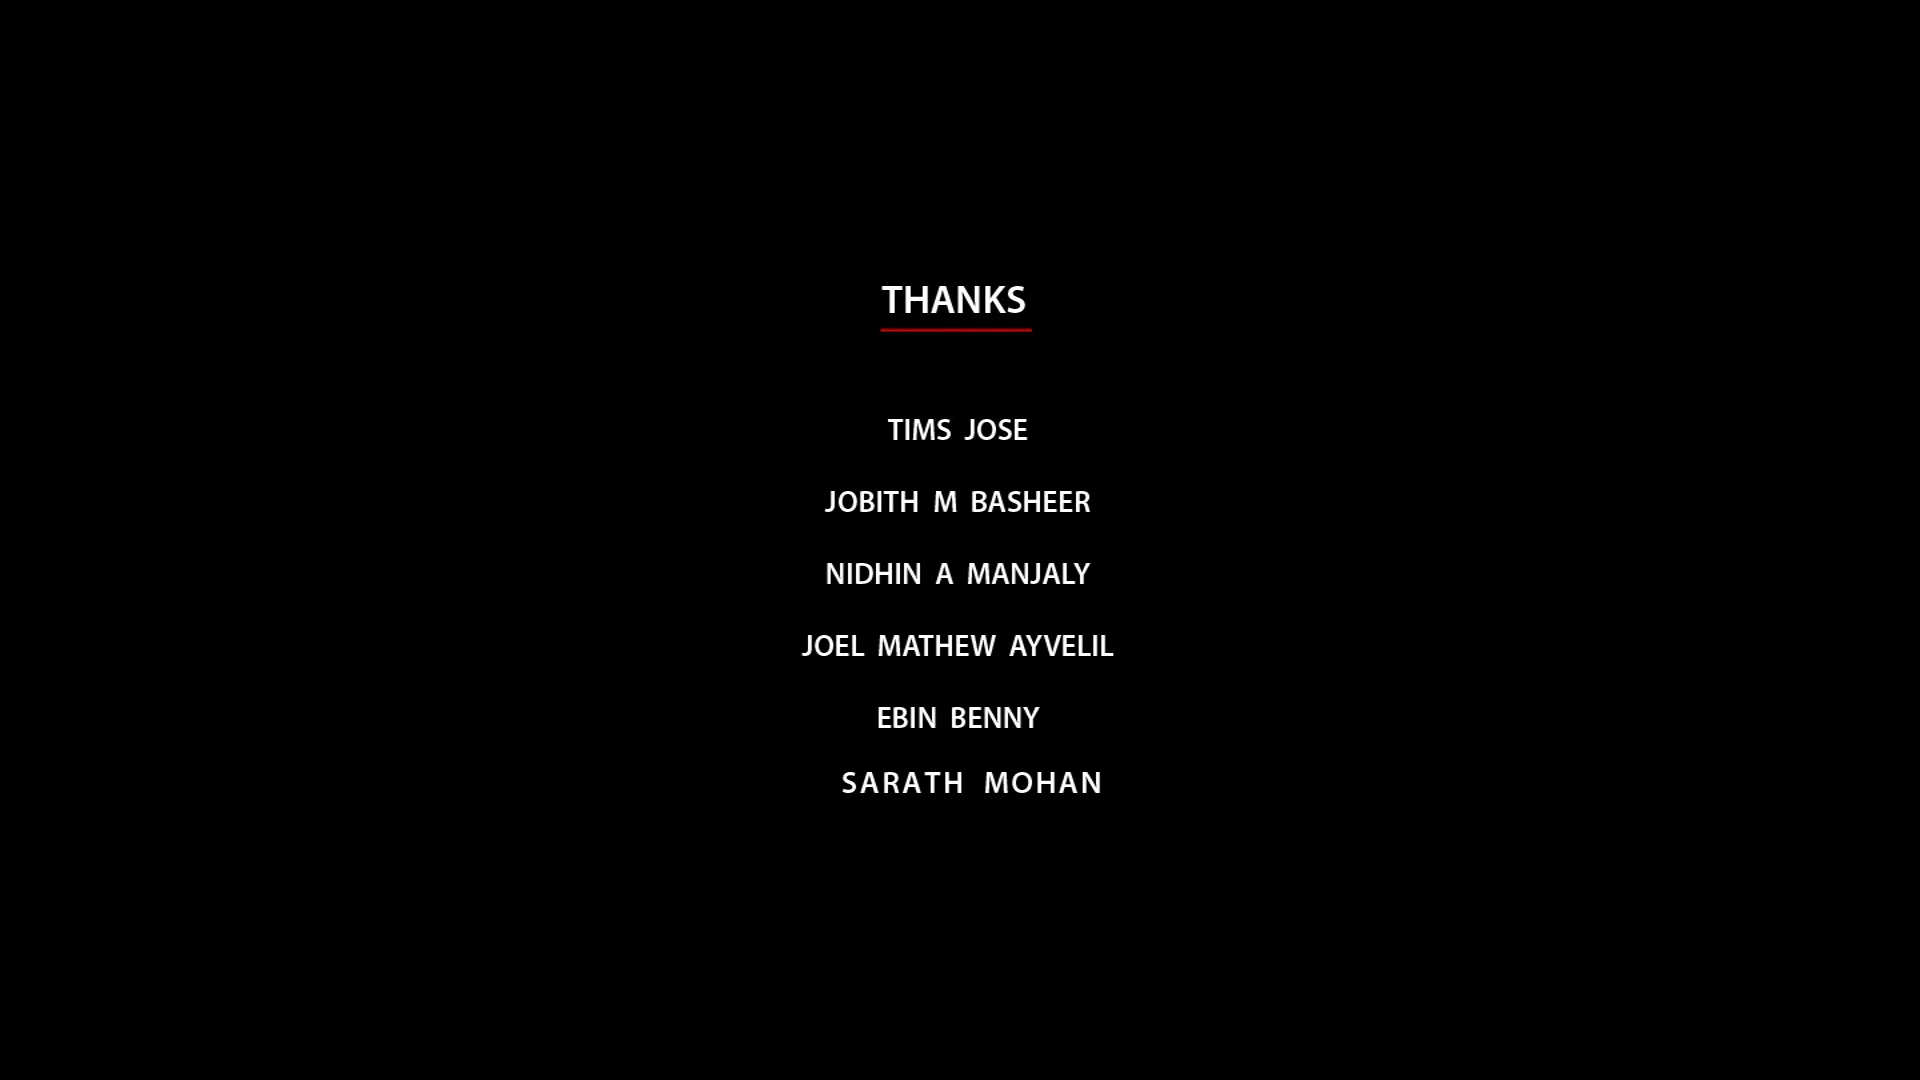 THANKS
TIMS JOSE
JOBITH M BASHEER
NIDHIN A MANJALY
JOEL MATHEW AYVELIL
EBIN BENNY
SARATH MOHAN